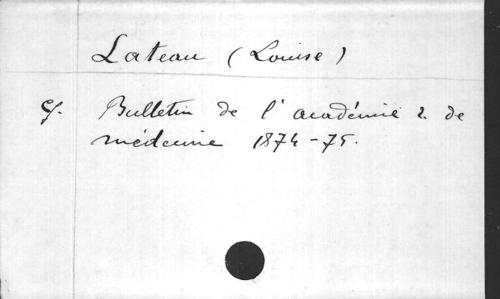 Lateau (Louise)
Cf. Bulletin de l'académie r. de
médecine 1874-75.